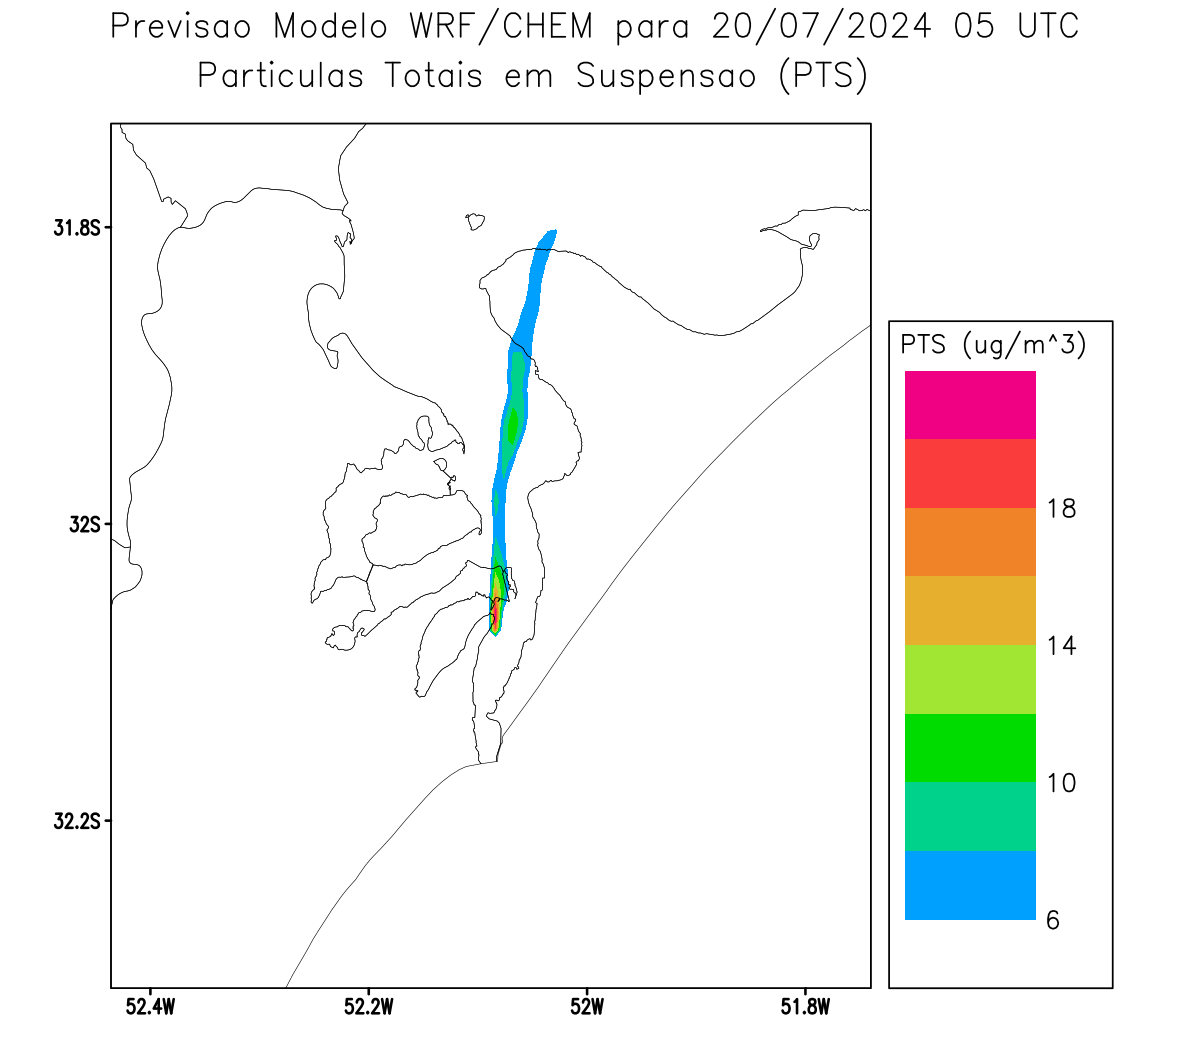 Previsao Modelo WRF/CHEM para 20/07/2024 05 UTC
Particulas Totais em Suspensao (PTS)
31.8S
32S
32.2S
52.4W
52.2W
52W
51.8W
PTS (ug/m^3)
18
14
10
6